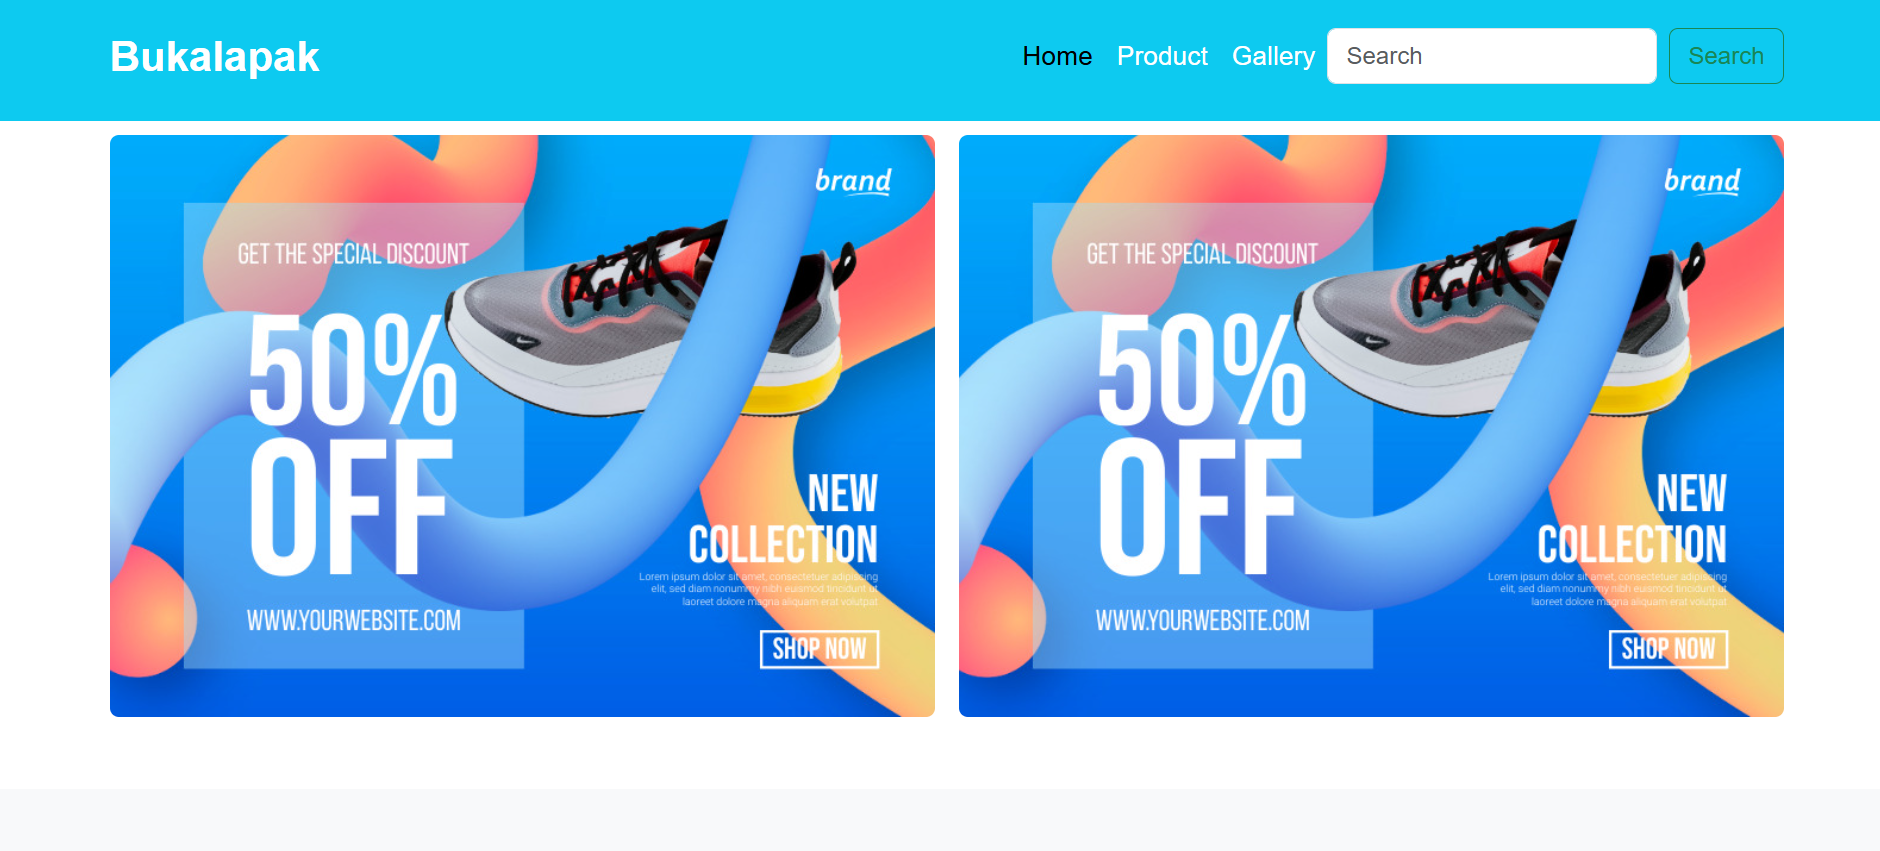 Bukalapak
Home Product Gallery Search Search
brand
GET THE SPECIAL DISCOUNT
50%
OFF
WWW.YOURWEBSITE.COM
NEW
COLLECTION
Lorem ipsum dolor sit amet, consectetuer adipiscing
elit, sed diam nonummy nibh euismod tincidunt ut
laoreet dolore magna aliquam erat volutpat
SHOP NOW
brand
GET THE SPECIAL DISCOUNT
50%
OFF
WWW.YOURWEBSITE.COM
NEW
COLLECTION
Lorem ipsum dolor sit amet, consectetuer adipiscing
elit, sed diam nonummy nibh euismod tincidunt ut
laoreet dolore magna aliquam erat volutpat
SHOP NOW